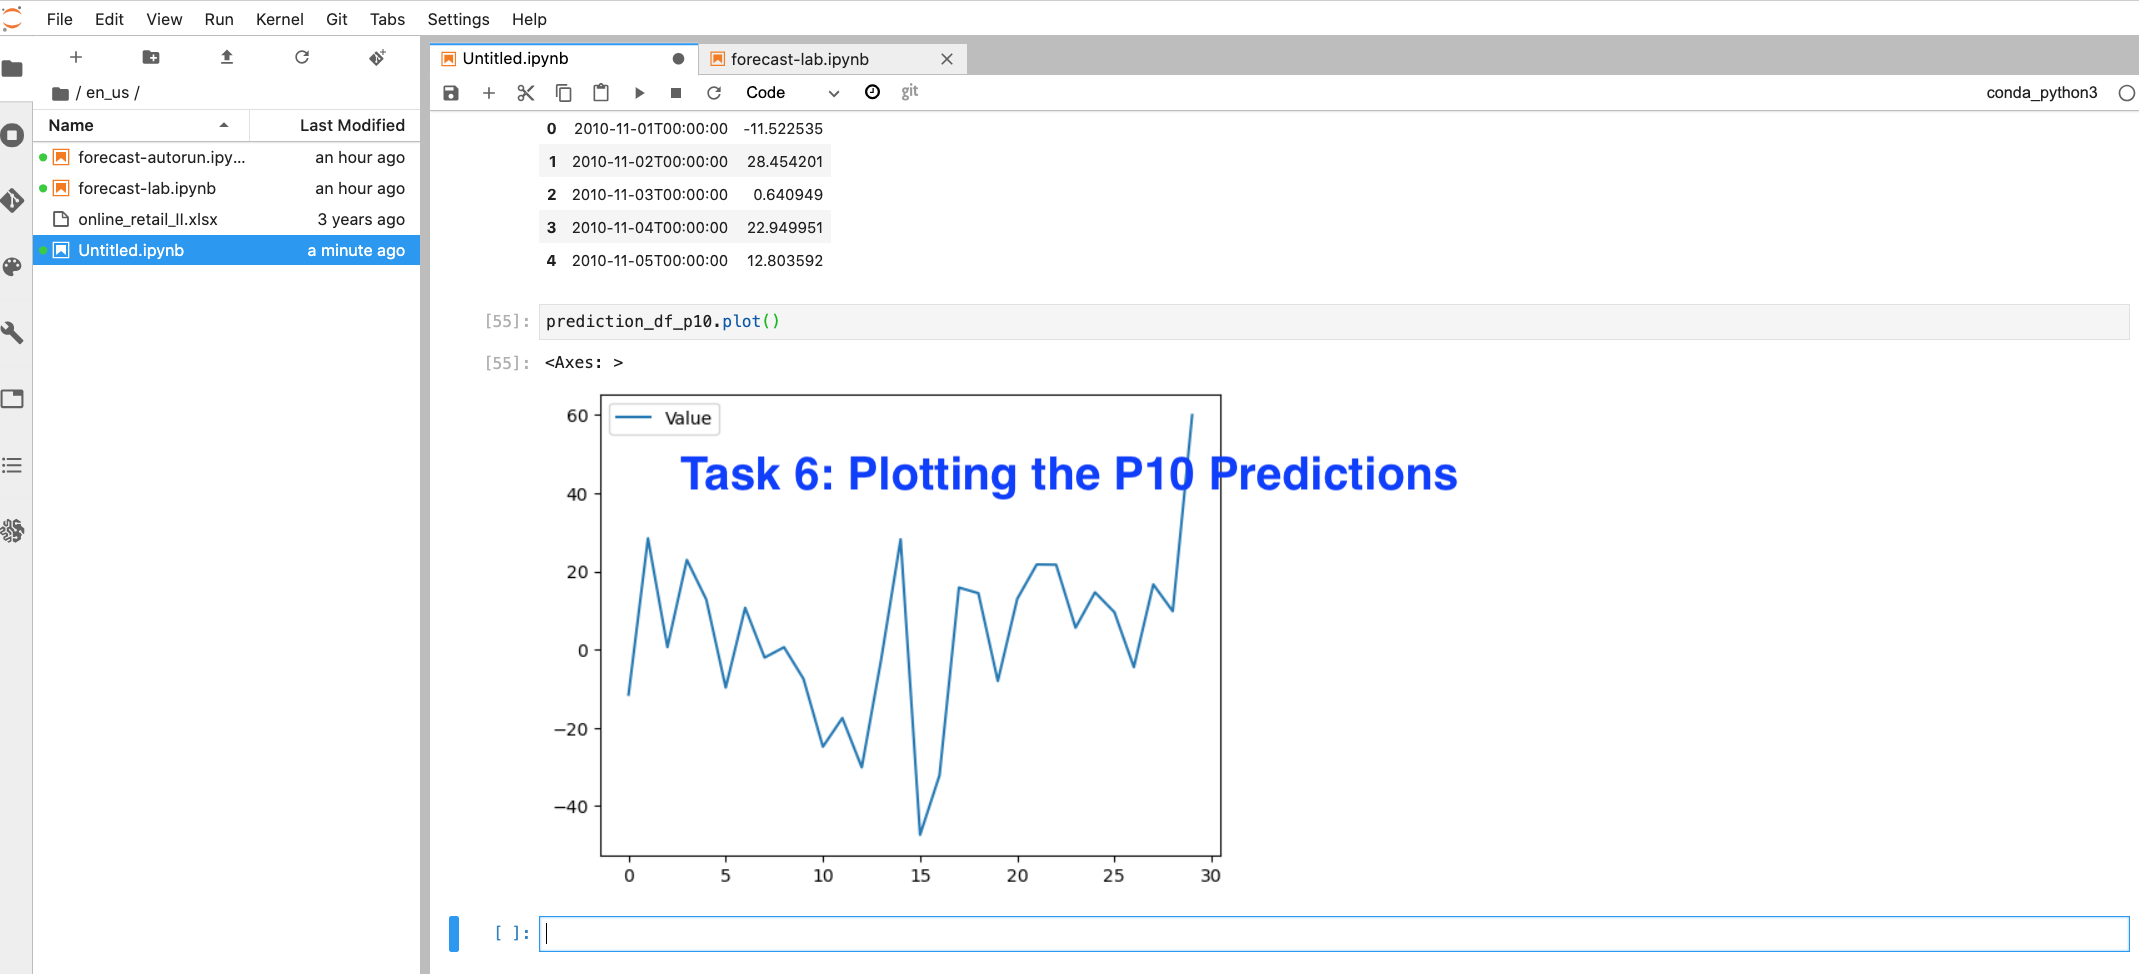 File Edit View Run Kernel Git Tabs Settings Help
/ en_us /
Name Last Modified
forecast-autorun.ipy... an hour ago
forecast-lab.ipynb an hour ago
online_retail_II.xlsx 3 years ago
Untitled.ipynb a minute ago
Untitled.ipynb forecast-lab.ipynb
Code git conda_python3
0 2010-11-01T00:00:00 -11.522535
1 2010-11-02T00:00:00 28.454201
2 2010-11-03T00:00:00 0.640949
3 2010-11-04T00:00:00 22.949951
4 2010-11-05T00:00:00 12.803592
[55]: prediction_df_p10.plot()
[55]: <Axes: >
Value
Task 6: Plotting the P10 Predictions
60
40
20
0
−20
−40
0 5 10 15 20 25 30
[ ]: